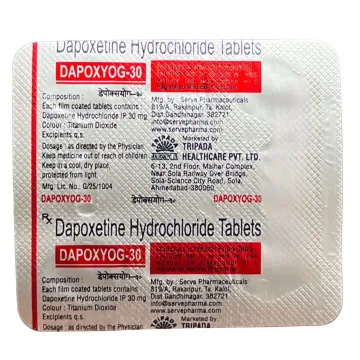 Dapoxetine Hydrochloride Tablets
DAPOXYOG-30
डेपोक्सयोग-३०
Composition :
Each film coated tablets contains :
Dapoxetine Hydrochloride IP 30 mg
Colour : Titanium Dioxide
Excipients q.s.
Dosage : as directed by the Physician
Keep medicine out of reach of children
Keep in a cool, dry place,
protected from light.
Mfg. Lic. No.: G/25/1004
Mfg. by : Serve Pharmaceuticals
819/A, Rakanpur, Ta. Kalol,
Dist.Gandhinagar. 382721
info@servepharma.com
www.servepharma.com
Marketed by :
TRIPADA
HEALTHCARE PVT. LTD.
6-13, 2nd Floor, Malhar Complex
Near Sola Railway Over Bridge,
Sola-Science City Road, Sola,
Ahmedabad-380060
DAPOXYOG-30 DAPOXYOG-30
Rx Dapoxetine Hydrochloride Tablets
DAPOXYOG-30
डेपोक्सयोग-३०
Composition :
Each film coated tablets contains :
Dapoxetine Hydrochloride IP 30 mg
Colour : Titanium Dioxide
Excipients q.s.
Dosage : as directed by the Physician
Mfg. by : Serve Pharmaceuticals
819/A, Rakanpur, Ta. Kalol,
Dist.Gandhinagar. 382721
info@servepharma.com
www.servepharma.com
Marketed by :
TRIPADA